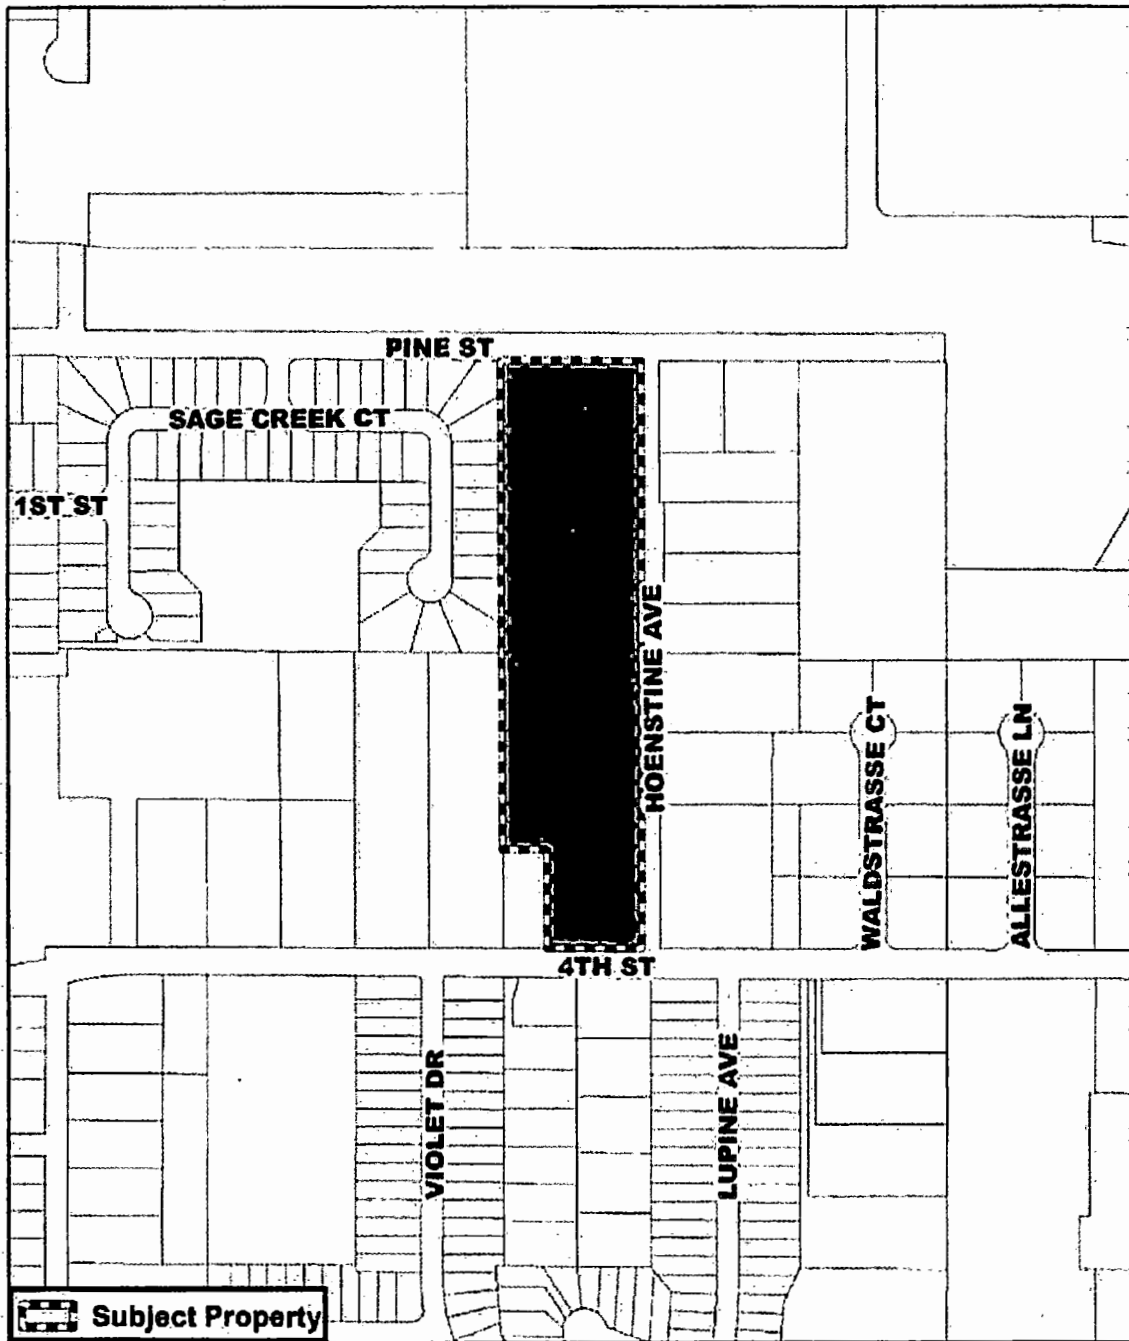 PINE ST
SAGE CREEK CT
1ST ST
HOENSTINE AVE
WALDSTRASSE CT
ALLESTRASSE LN
4TH ST
VIOLET DR
LUPINE AVE
Subject Property